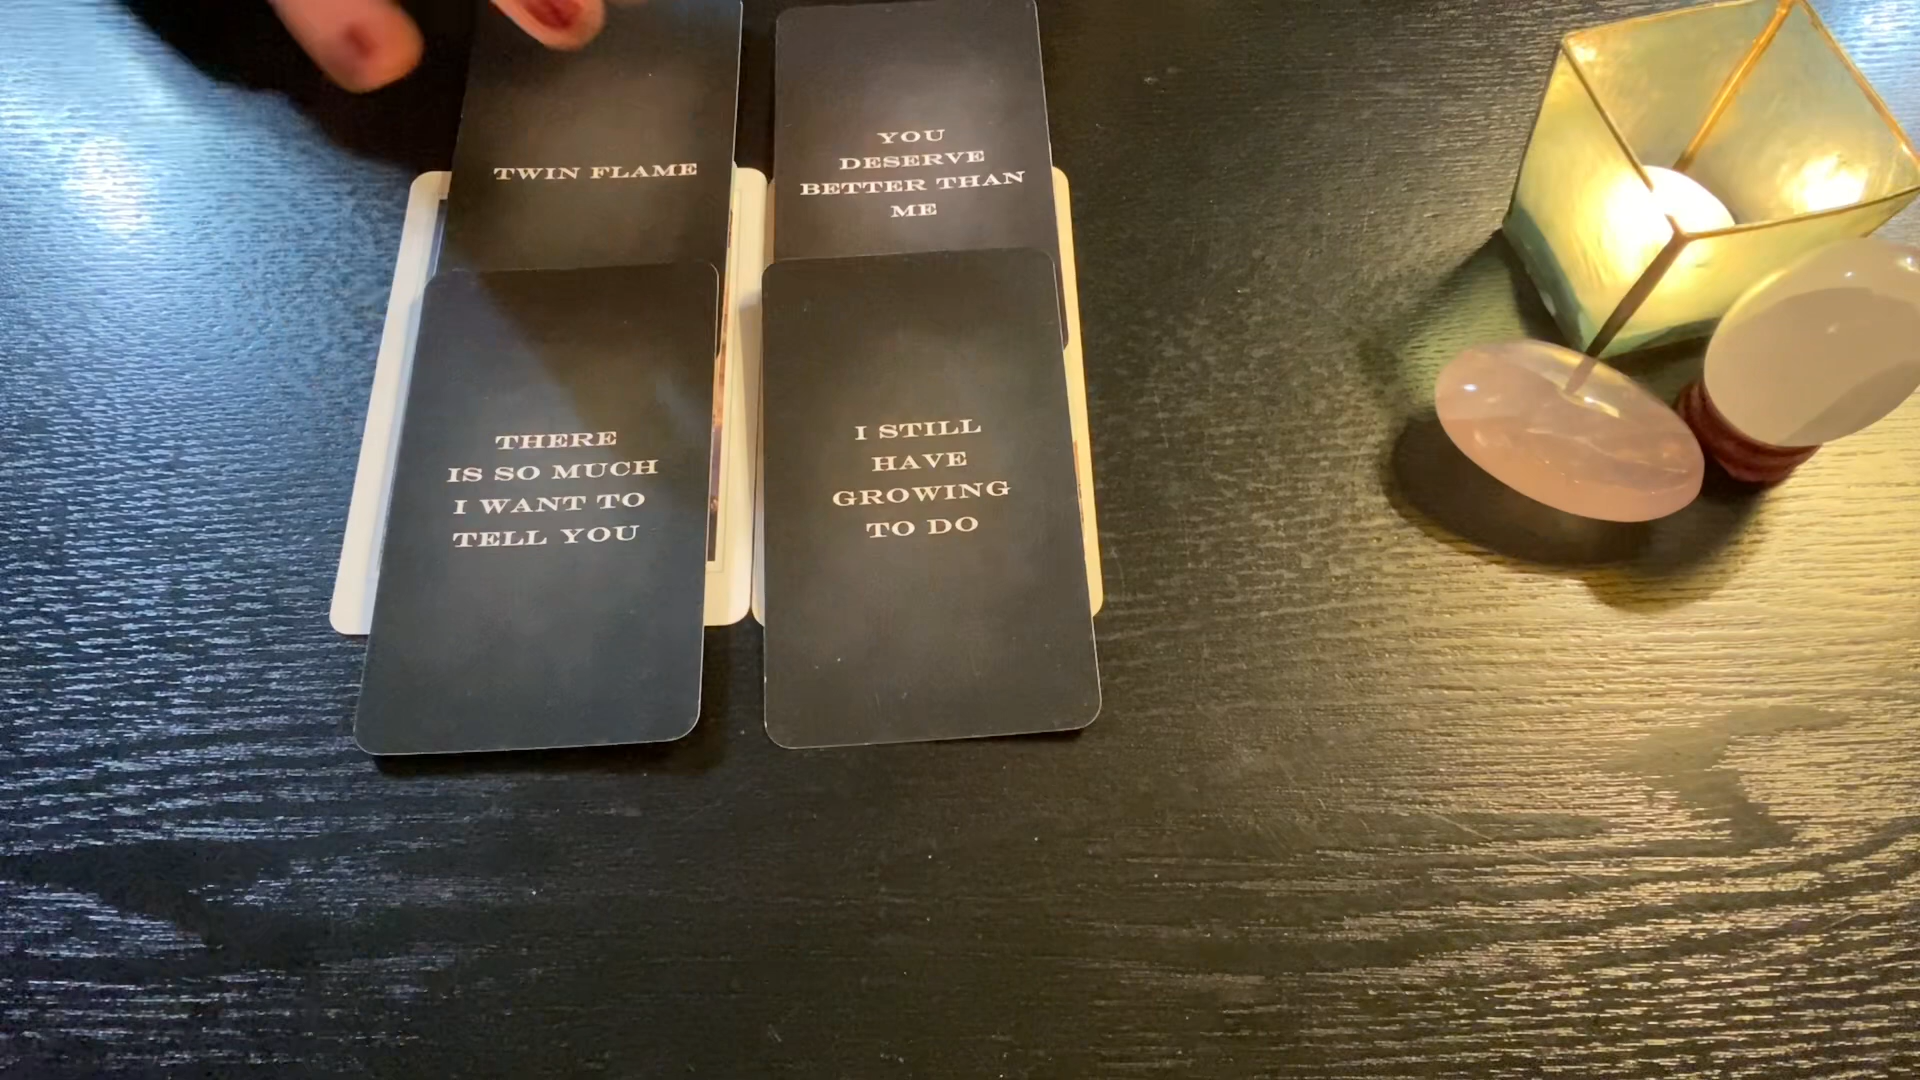 TWIN FLAME
YOU
DESERVE
BETTER THAN
ME
THERE
IS SO MUCH
I WANT TO
TELL YOU
I STILL
HAVE
GROWING
TO DO